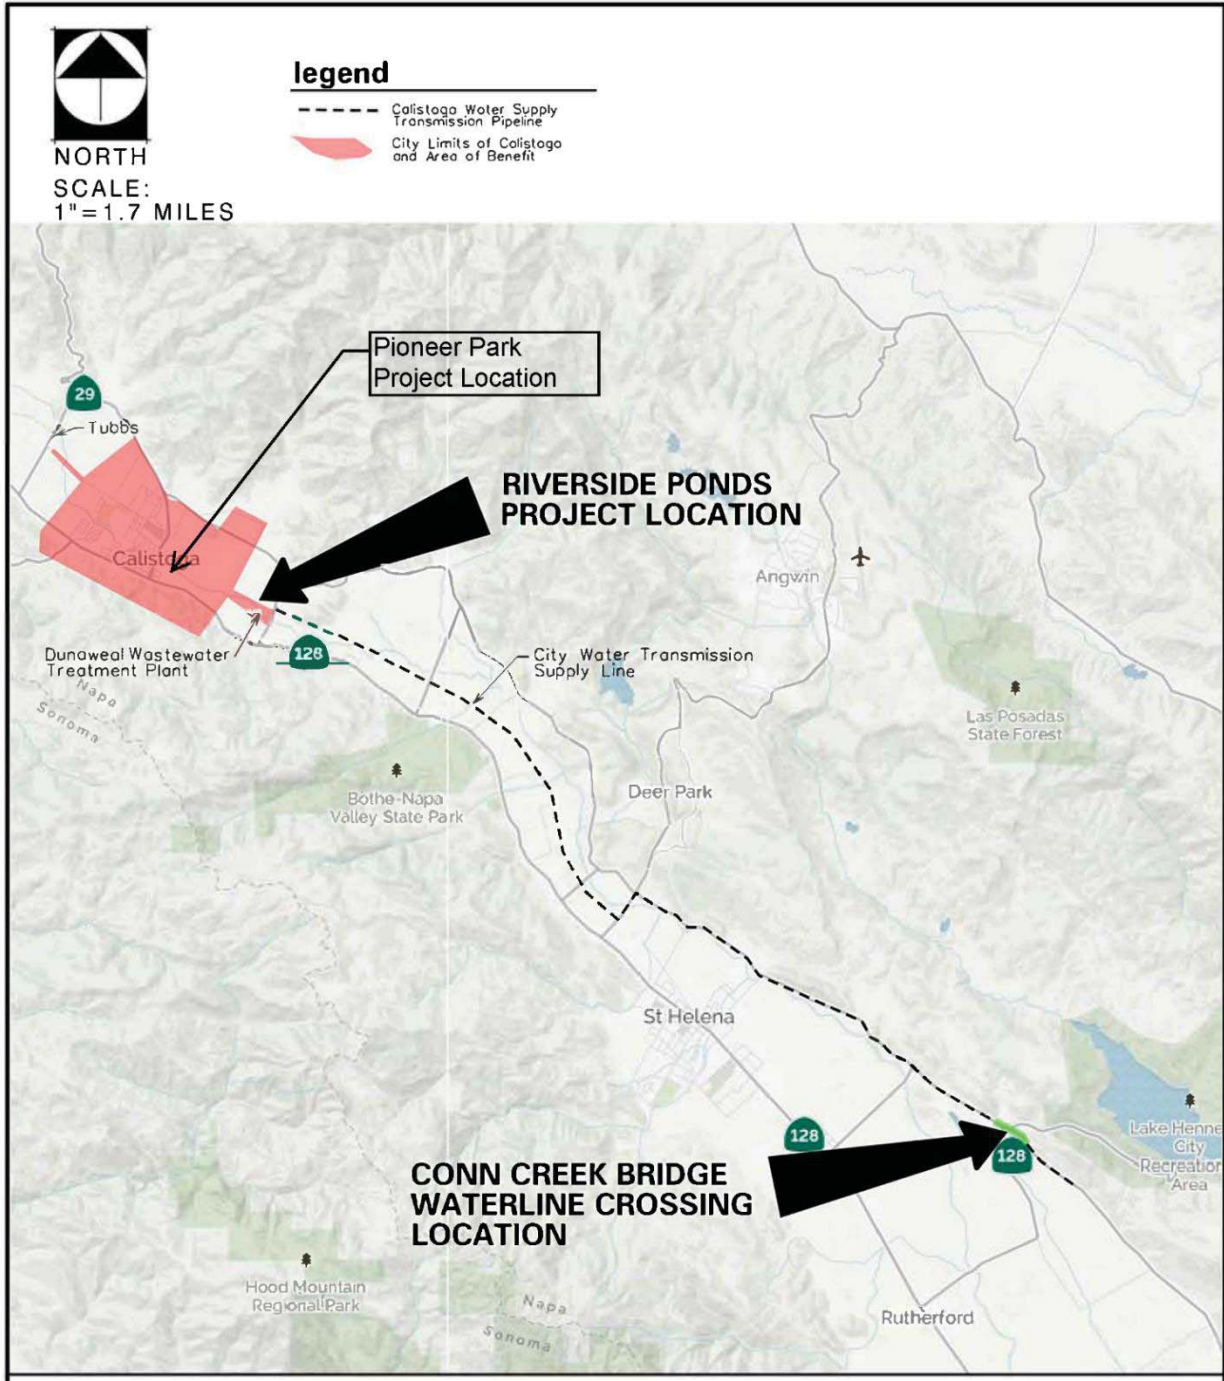 NORTH
SCALE:
1"=1.7 MILES
legend
Calistoga Water Supply
Transmission Pipeline
City Limits of Calistoga
and Area of Benefit
Pioneer Park
Project Location
29
Tubbs
RIVERSIDE PONDS
PROJECT LOCATION
Calistoga
Angwin
Dunaweal Wastewater
Treatment Plant
128
City Water Transmission
Supply Line
Napa
Sonoma
Las Posadas
State Forest
Bothe-Napa
Valley State Park
Deer Park
St Helena
128
128
Lake Henne
City
Recreation
Area
CONN CREEK BRIDGE
WATERLINE CROSSING
LOCATION
Hood Mountain
Regional Park
Napa
Sonoma
Rutherford